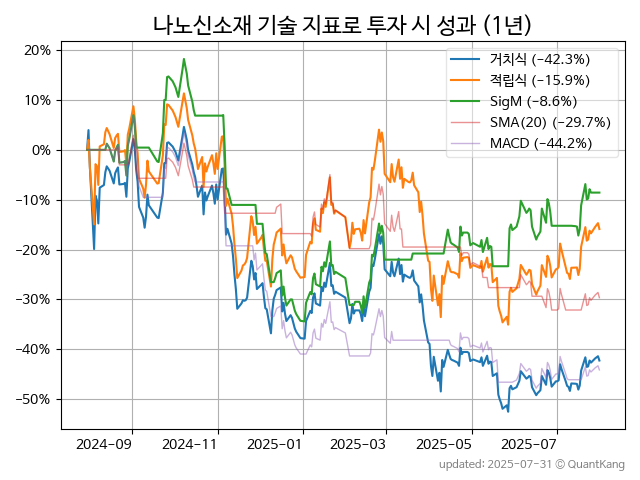 나노신소재 기술 지표로 투자 시 성과 (1년)
거치식 (−42.3%)
적립식 (−15.9%)
SigM (−8.6%)
SMA(20) (−29.7%)
MACD (−44.2%)
20%
10%
0%
−10%
−20%
−30%
−40%
−50%
2024-09 2024-11 2025-01 2025-03 2025-05 2025-07
updated: 2025-07-31 © QuantKang